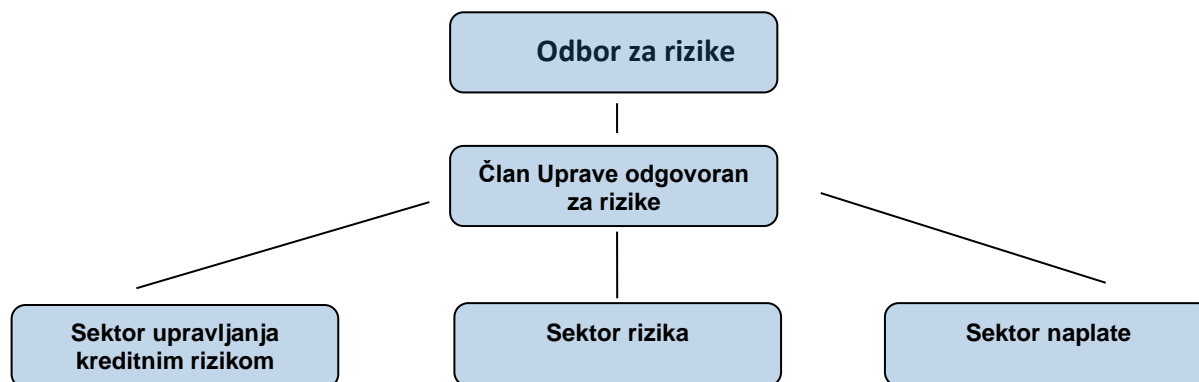 Odbor za rizike
Član Uprave odgovoran
za rizike
Sektor upravljanja
kreditnim rizikom
Sektor rizika
Sektor naplate